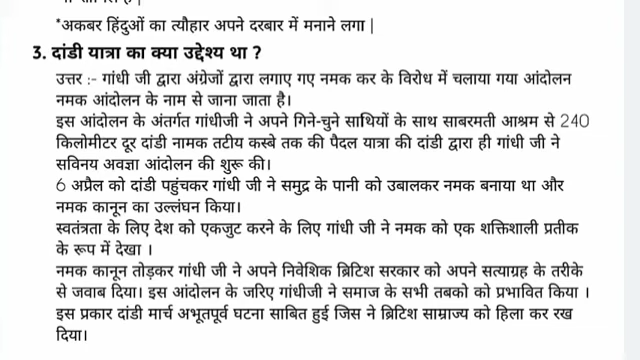 *अकबर हिंदुओं का त्यौहार अपने दरबार में मनाने लगा |
3. दांडी यात्रा का क्या उद्देश्य था ?
उत्तर :- गांधी जी द्वारा अंग्रेजों द्वारा लगाए गए नमक कर के विरोध में चलाया गया आंदोलन
नमक आंदोलन के नाम से जाना जाता है।
इस आंदोलन के अंतर्गत गांधीजी ने अपने गिने-चुने साथियों के साथ साबरमती आश्रम से 240
किलोमीटर दूर दांडी नामक तटीय कस्बे तक की पैदल यात्रा की दांडी द्वारा ही गांधी जी ने
सविनय अवज्ञा आंदोलन की शुरू की।
6 अप्रैल को दांडी पहुंचकर गांधी जी ने समुद्र के पानी को उबालकर नमक बनाया था और
नमक कानून का उल्लंघन किया।
स्वतंत्रता के लिए देश को एकजुट करने के लिए गांधी जी ने नमक को एक शक्तिशाली प्रतीक
के रूप में देखा ।
नमक कानून तोड़कर गांधी जी ने अपने निवेशिक ब्रिटिश सरकार को अपने सत्याग्रह के तरीके
से जवाब दिया। इस आंदोलन के जरिए गांधीजी ने समाज के सभी तबको को प्रभावित किया ।
इस प्रकार दांडी मार्च अभूतपूर्व घटना साबित हुई जिस ने ब्रिटिश साम्राज्य को हिला कर रख
दिया।